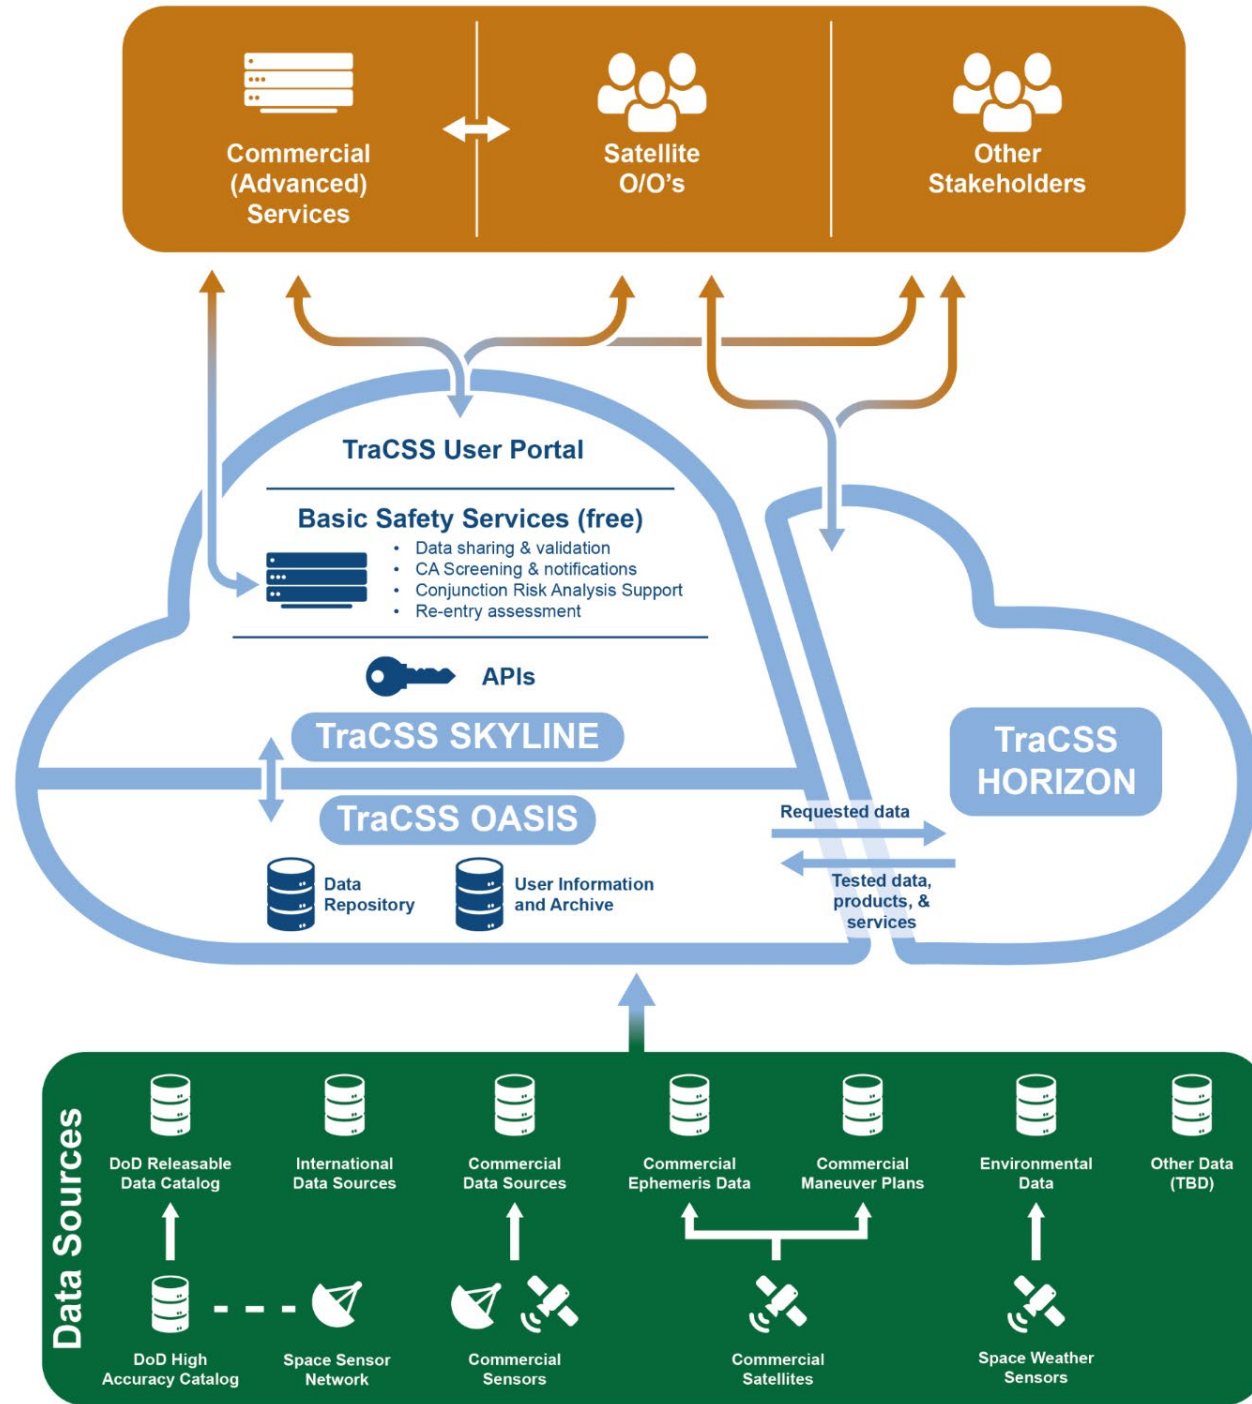 Commercial
(Advanced)
Services
Satellite
O/O's
Other
Stakeholders
TraCSS User Portal
Basic Safety Services (free)
• Data sharing & validation
• CA Screening & notifications
• Conjunction Risk Analysis Support
• Re-entry assessment
APIs
TraCSS SKYLINE
TraCSS
HORIZON
TraCSS OASIS
Requested data
Tested data,
products, &
services
Data
Repository
User Information
and Archive
Data Sources
DoD Releasable
Data Catalog
International
Data Sources
Commercial
Data Sources
Commercial
Ephemeris Data
Commercial
Maneuver Plans
Environmental
Data
Other Data
(TBD)
DoD High
Accuracy Catalog
Space Sensor
Network
Commercial
Sensors
Commercial
Satellites
Space Weather
Sensors